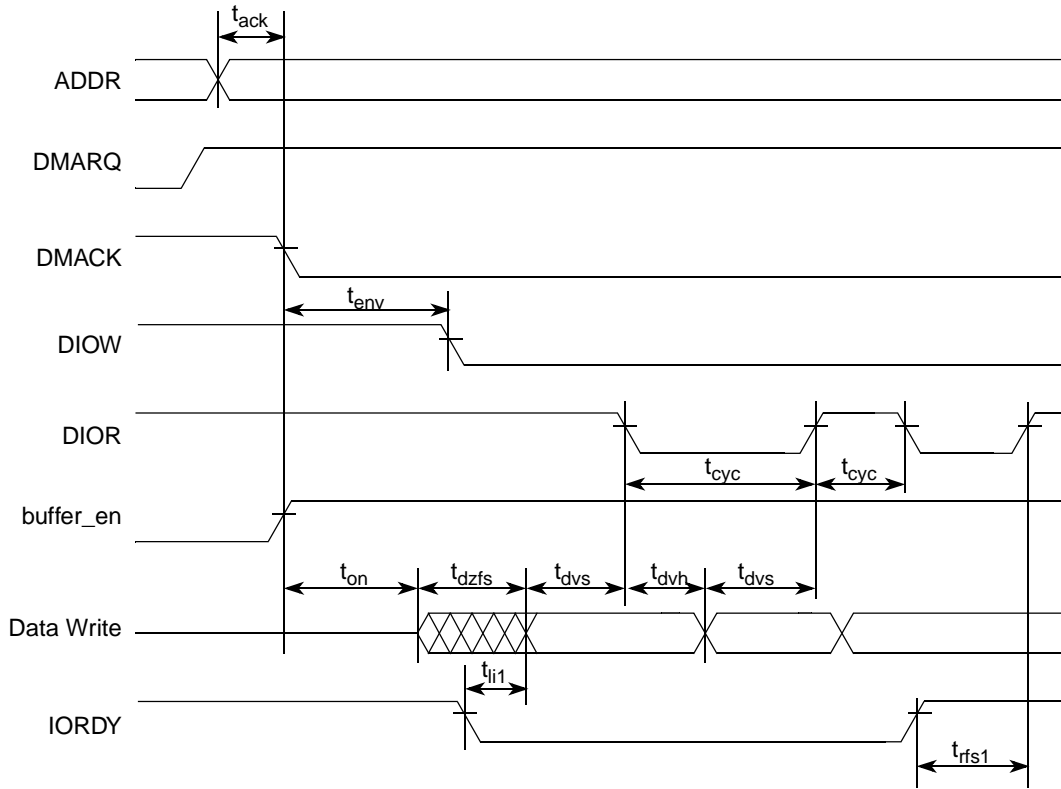 tack
ADDR
DMARQ
DMACK
tenv
DIOW
DIOR
tcyc tcyc
buffer_en
ton tdzfs tdvs tdvh tdvs
Data Write
tli1
IORDY
trfs1